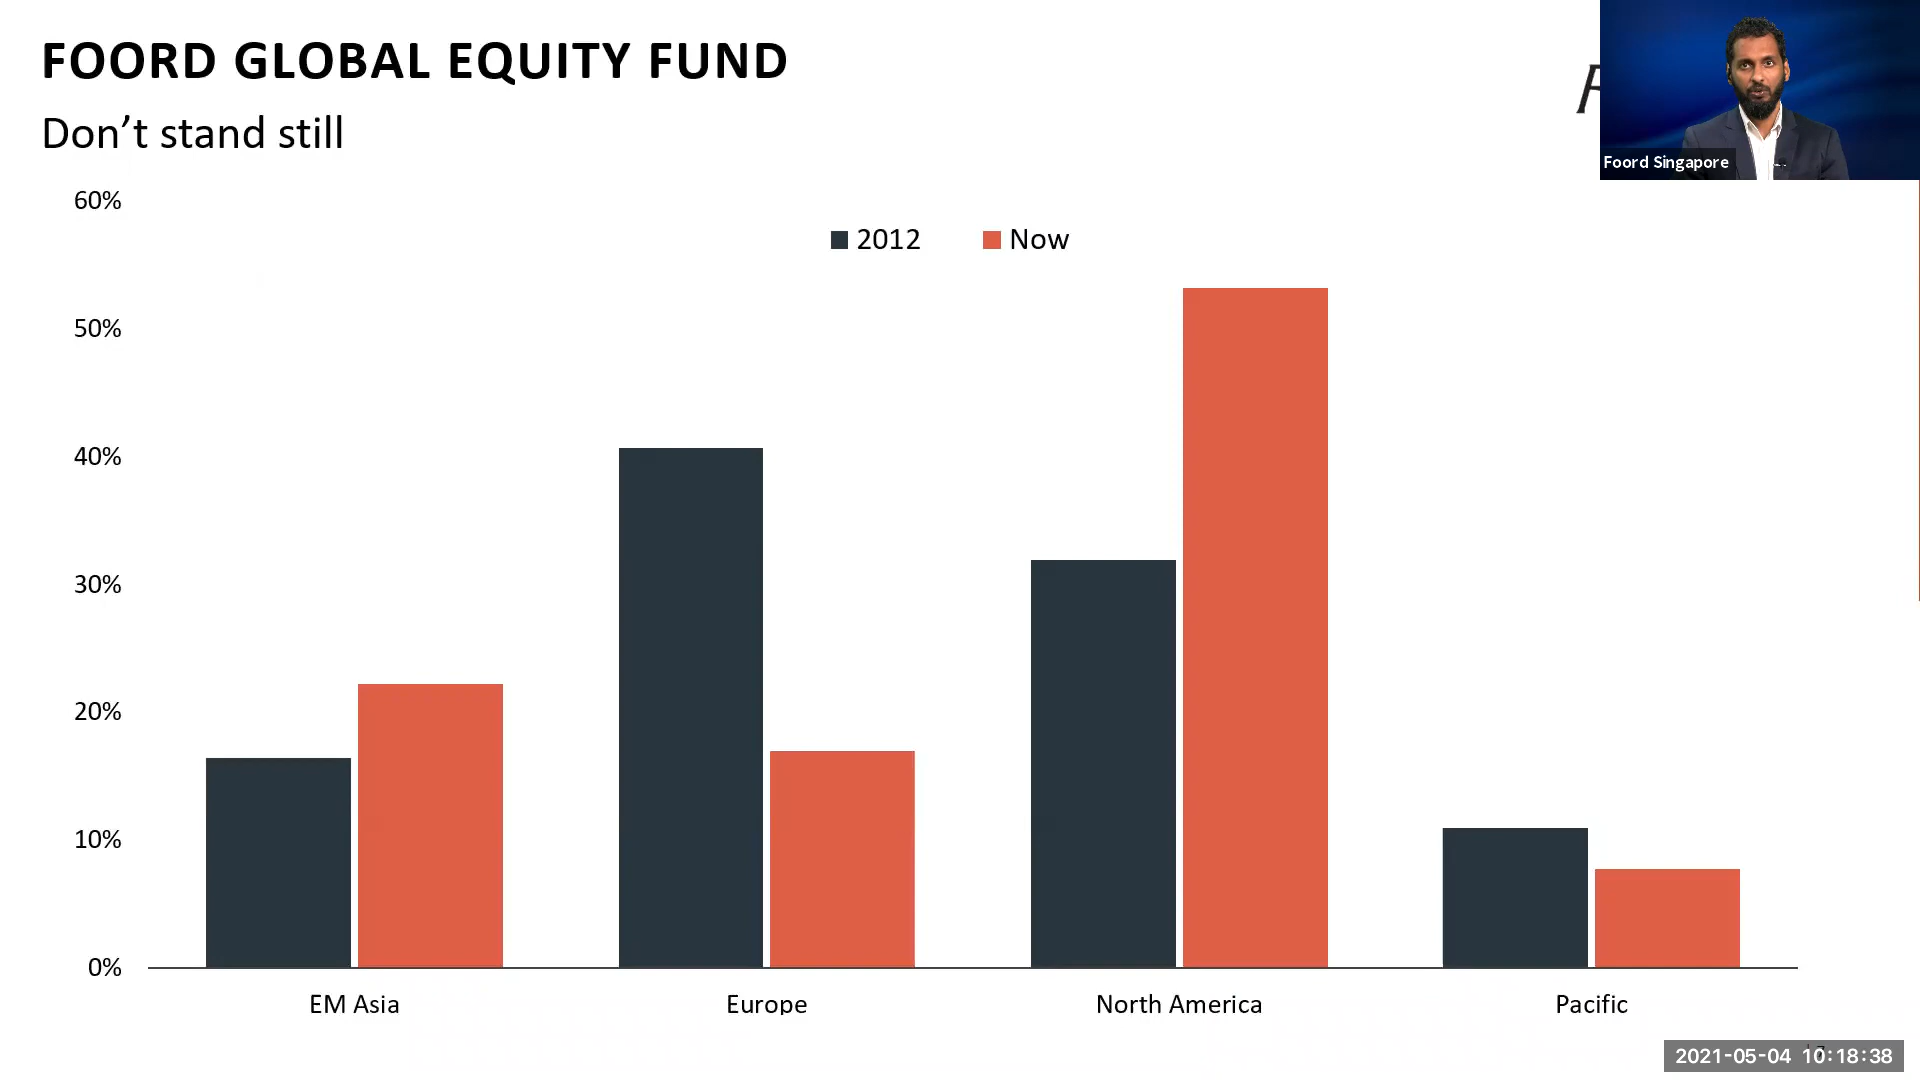 FOORD GLOBAL EQUITY FUND
Don't stand still
Foord Singapore
60%
2012 Now
50%
40%
30%
20%
10%
0%
EM Asia Europe North America Pacific
2021-05-04 10:18:38